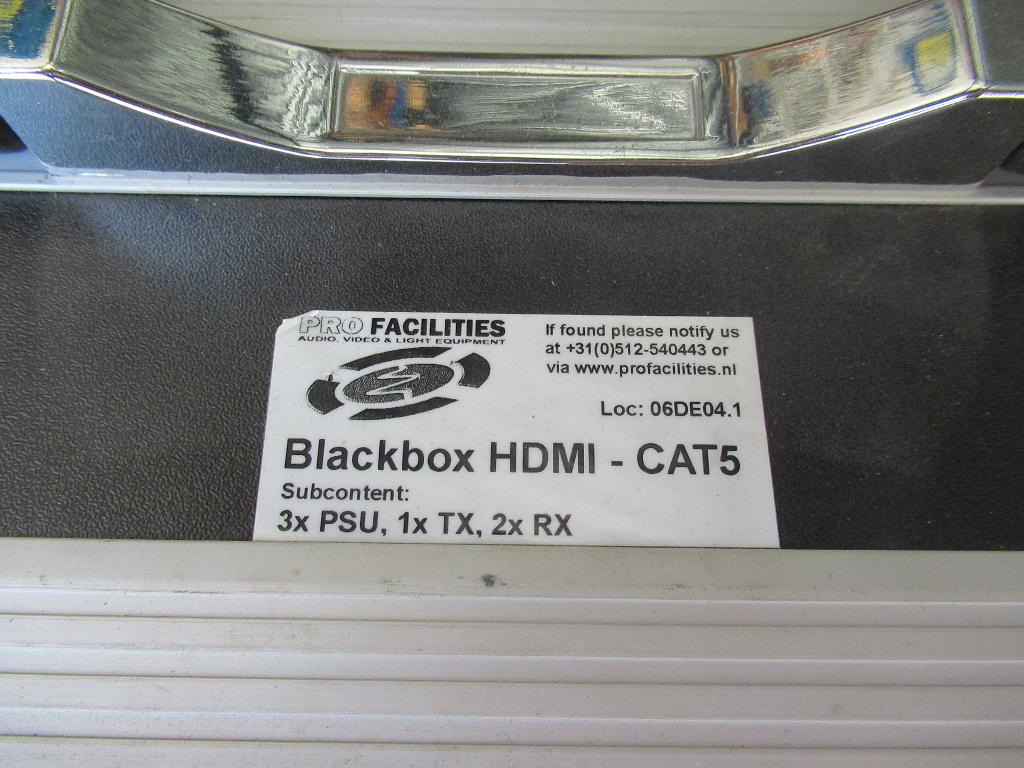 PRO FACILITIES
AUDIO, VIDEO & LIGHT EQUIPMENT
If found please notify us
at +31(0)512-540443 or
via www.profacilities.nl
Loc: 06DE04.1
Blackbox HDMI - CAT5
Subcontent:
3x PSU, 1x TX, 2x RX